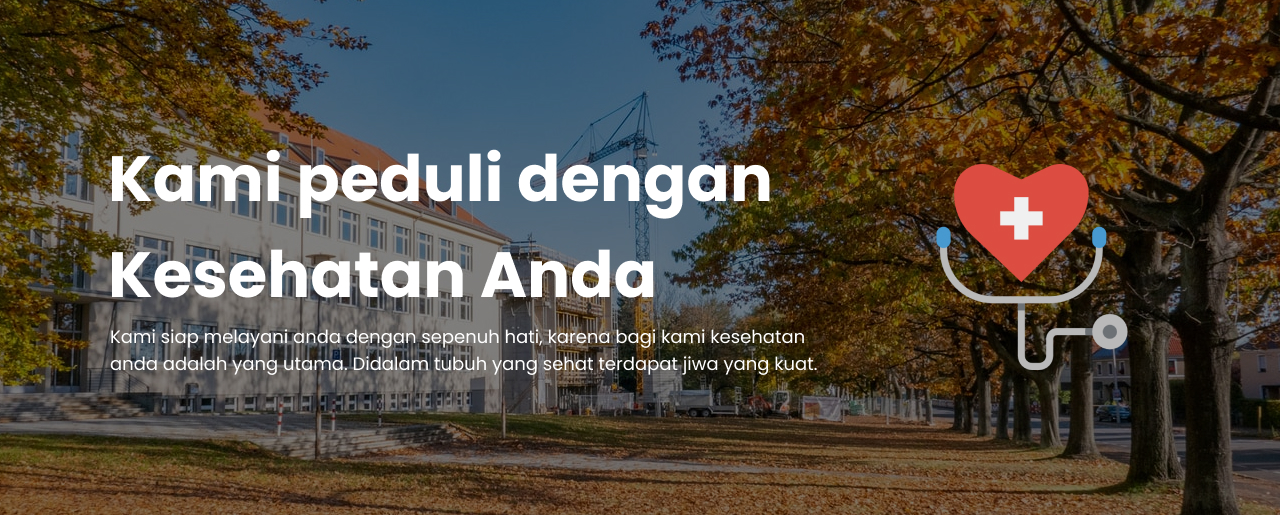 Kami peduli dengan
Kesehatan Anda
Kami siap melayani anda dengan sepenuh hati, karena bagi kami kesehatan
anda adalah yang utama. Didalam tubuh yang sehat terdapat jiwa yang kuat.